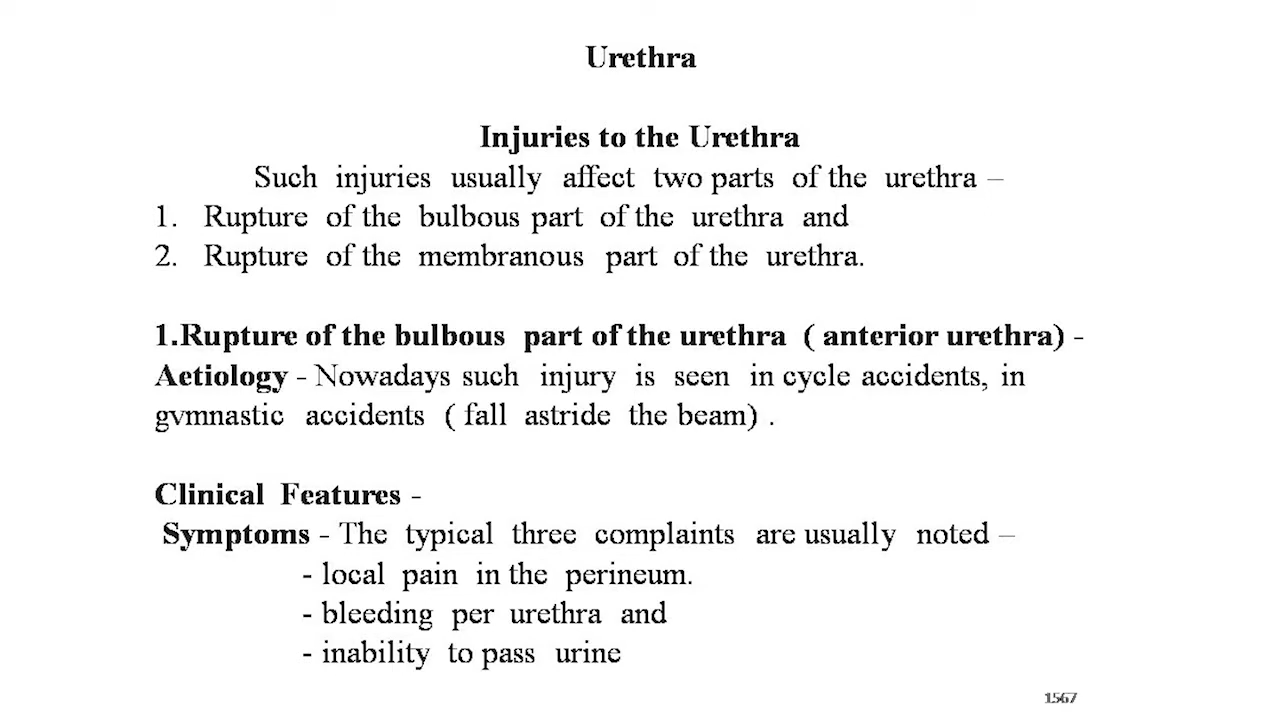 Urethra
Injuries to the Urethra
Such injuries usually affect two parts of the urethra –
1. Rupture of the bulbous part of the urethra and
2. Rupture of the membranous part of the urethra.
1.Rupture of the bulbous part of the urethra ( anterior urethra) -
Aetiology - Nowadays such injury is seen in cycle accidents, in
gymnastic accidents ( fall astride the beam) .
Clinical Features -
Symptoms - The typical three complaints are usually noted –
- local pain in the perineum.
- bleeding per urethra and
- inability to pass urine
1567